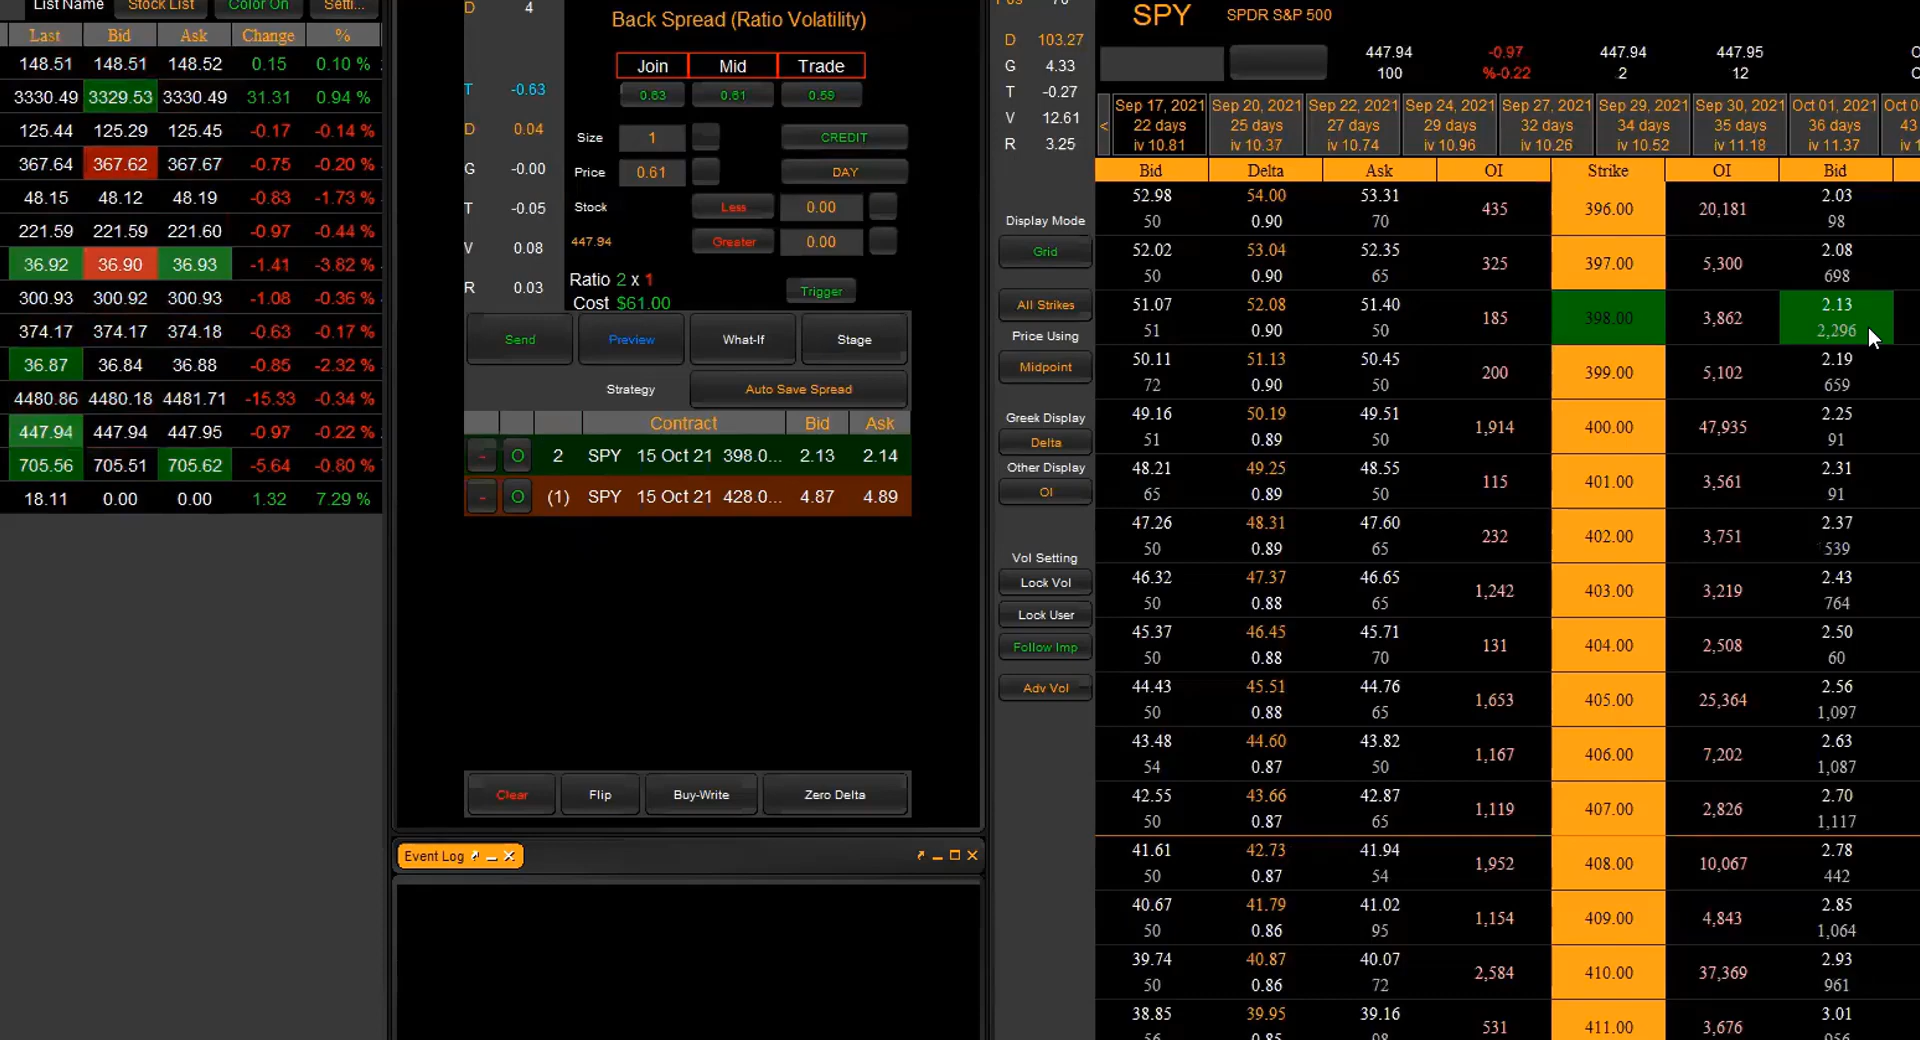 List Name Stock List Color On Setti...
Last Bid Ask Change %
148.51 148.51 148.52 0.15 0.10 %
3330.49 3329.53 3330.49 31.31 0.94 %
125.44 125.29 125.45 -0.17 -0.14 %
367.64 367.62 367.67 -0.75 -0.20 %
48.15 48.12 48.19 -0.83 -1.73 %
221.59 221.59 221.60 -0.97 -0.44 %
36.92 36.90 36.93 -1.41 -3.82 %
300.93 300.92 300.93 -1.08 -0.36 %
374.17 374.17 374.18 -0.63 -0.17 %
36.87 36.84 36.88 -0.85 -2.32 %
4480.86 4480.18 4481.71 -15.33 -0.34 %
447.94 447.94 447.95 -0.97 -0.22 %
705.56 705.51 705.62 -5.64 -0.80 %
18.11 0.00 0.00 1.32 7.29 %
D 4
T -0.63
D 0.04
G -0.00
T -0.05
V 0.08
R 0.03
Back Spread (Ratio Volatility)
Join Mid Trade
0.63 0.61 0.59
Size 1 CREDIT
Price 0.61 DAY
Stock Less 0.00
447.94 Greater 0.00
Ratio 2 x 1
Cost $61.00 Trigger
Send Preview What-If Stage
Strategy Auto Save Spread
Contract Bid Ask
- O 2 SPY 15 Oct 21 398.0... 2.13 2.14
- O (1) SPY 15 Oct 21 428.0... 4.87 4.89
Clear Flip Buy-Write Zero Delta
Event Log
D 103.27
G 4.33
T -0.27
V 12.61
R 3.25
Display Mode
Grid
All Strikes
Price Using
Midpoint
Greek Display
Delta
Other Display
OI
Vol Setting
Lock Vol
Lock User
Follow Imp
Adv Vol
SPY SPDR S&P 500
447.94 -0.97 447.94 447.95
100 %-0.22 2 12
< Sep 17, 2021 Sep 20, 2021 Sep 22, 2021 Sep 24, 2021 Sep 27, 2021 Sep 29, 2021 Sep 30, 2021 Oct 01, 2021 Oct 0
22 days 25 days 27 days 29 days 32 days 34 days 35 days 36 days 43
iv 10.81 iv 10.37 iv 10.74 iv 10.96 iv 10.26 iv 10.52 iv 11.18 iv 11.37
Bid Delta Ask OI Strike OI Bid
52.98 54.00 53.31 435 396.00 20,181 2.03
50 0.90 70 98
52.02 53.04 52.35 325 397.00 5,300 2.08
50 0.90 65 698
51.07 52.08 51.40 185 398.00 3,862 2.13
51 0.90 50 2,296
50.11 51.13 50.45 200 399.00 5,102 2.19
72 0.90 50 659
49.16 50.19 49.51 1,914 400.00 47,935 2.25
51 0.89 50 91
48.21 49.25 48.55 115 401.00 3,561 2.31
65 0.89 50 91
47.26 48.31 47.60 232 402.00 3,751 2.37
50 0.89 65 539
46.32 47.37 46.65 1,242 403.00 3,219 2.43
50 0.88 65 764
45.37 46.45 45.71 131 404.00 2,508 2.50
50 0.88 70 60
44.43 45.51 44.76 1,653 405.00 25,364 2.56
50 0.88 65 1,097
43.48 44.60 43.82 1,167 406.00 7,202 2.63
54 0.87 50 1,087
42.55 43.66 42.87 1,119 407.00 2,826 2.70
50 0.87 65 1,117
41.61 42.73 41.94 1,952 408.00 10,067 2.78
50 0.87 54 442
40.67 41.79 41.02 1,154 409.00 4,843 2.85
50 0.86 95 1,064
39.74 40.87 40.07 2,584 410.00 37,369 2.93
50 0.86 72 961
38.85 39.95 39.16 531 411.00 3,676 3.01